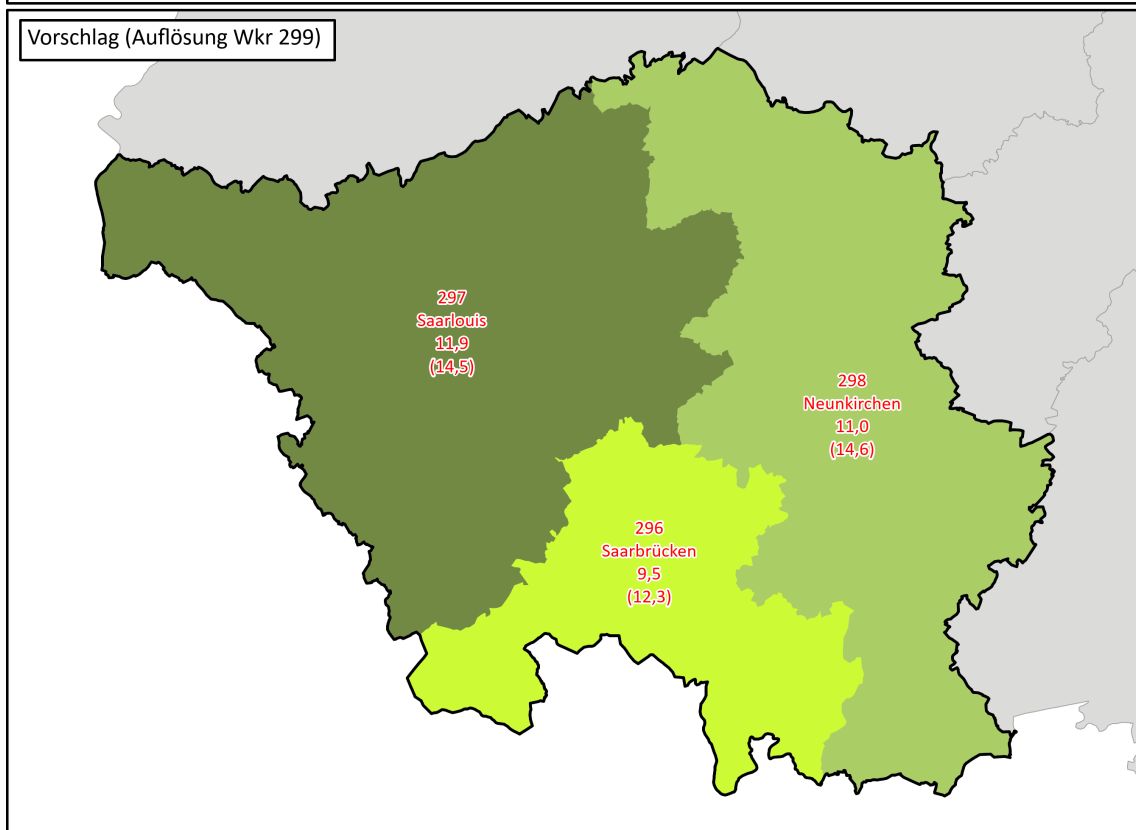 Vorschlag (Auflösung Wkr 299)
297
Saarlouis
11,9
(14,5)
298
Neunkirchen
11,0
(14,6)
296
Saarbrücken
9,5
(12,3)